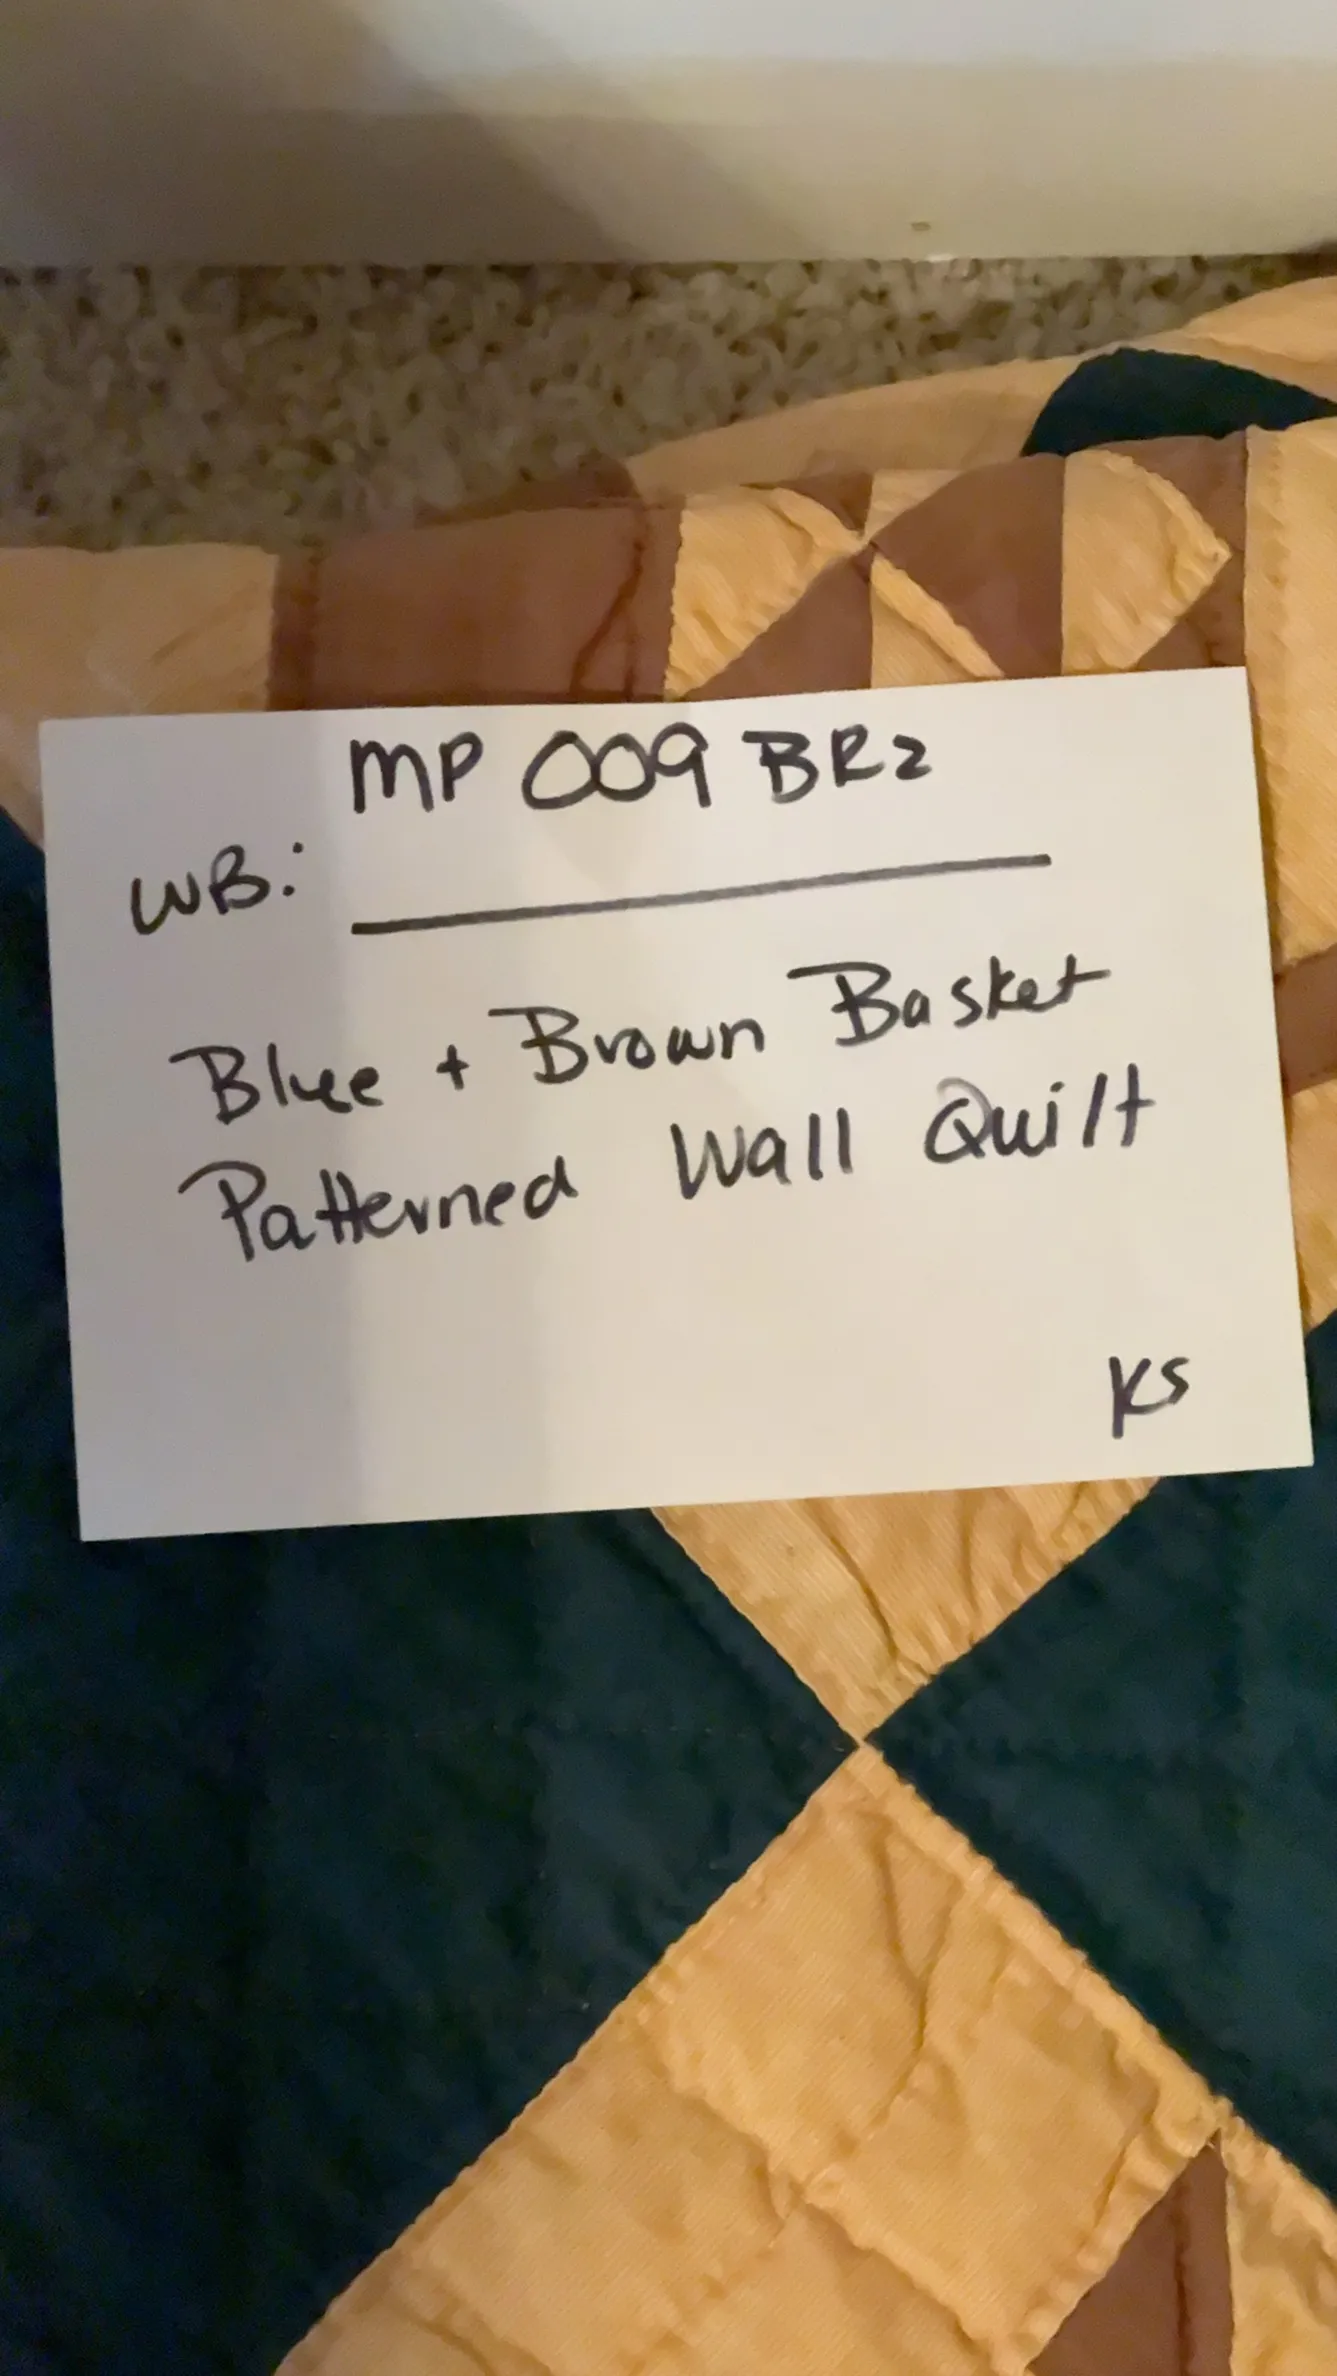 MP 009 BR2
WB: 
Blue + Brown Basket
Patterned Wall Quilt
KS